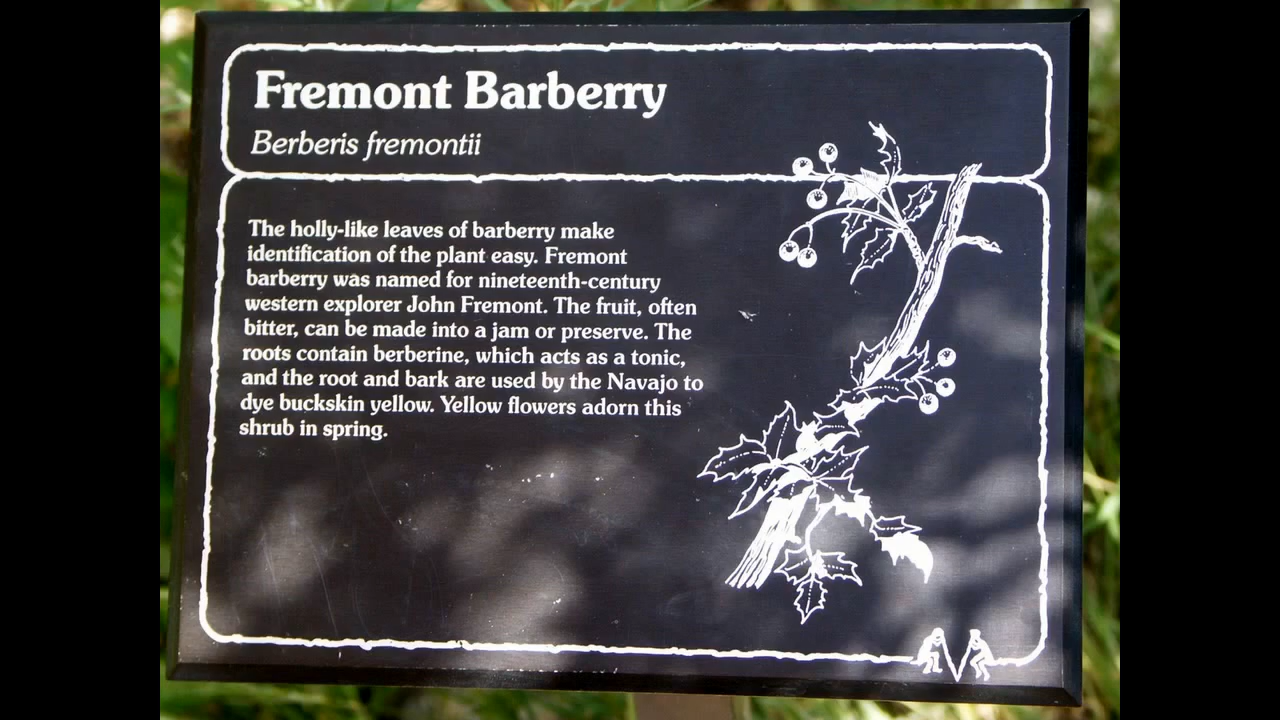 Fremont Barberry
Berberis fremontii
The holly-like leaves of barberry make
identification of the plant easy. Fremont
barberry was named for nineteenth-century
western explorer John Fremont. The fruit, often
bitter, can be made into a jam or preserve. The
roots contain berberine, which acts as a tonic,
and the root and bark are used by the Navajo to
dye buckskin yellow. Yellow flowers adorn this
shrub in spring.